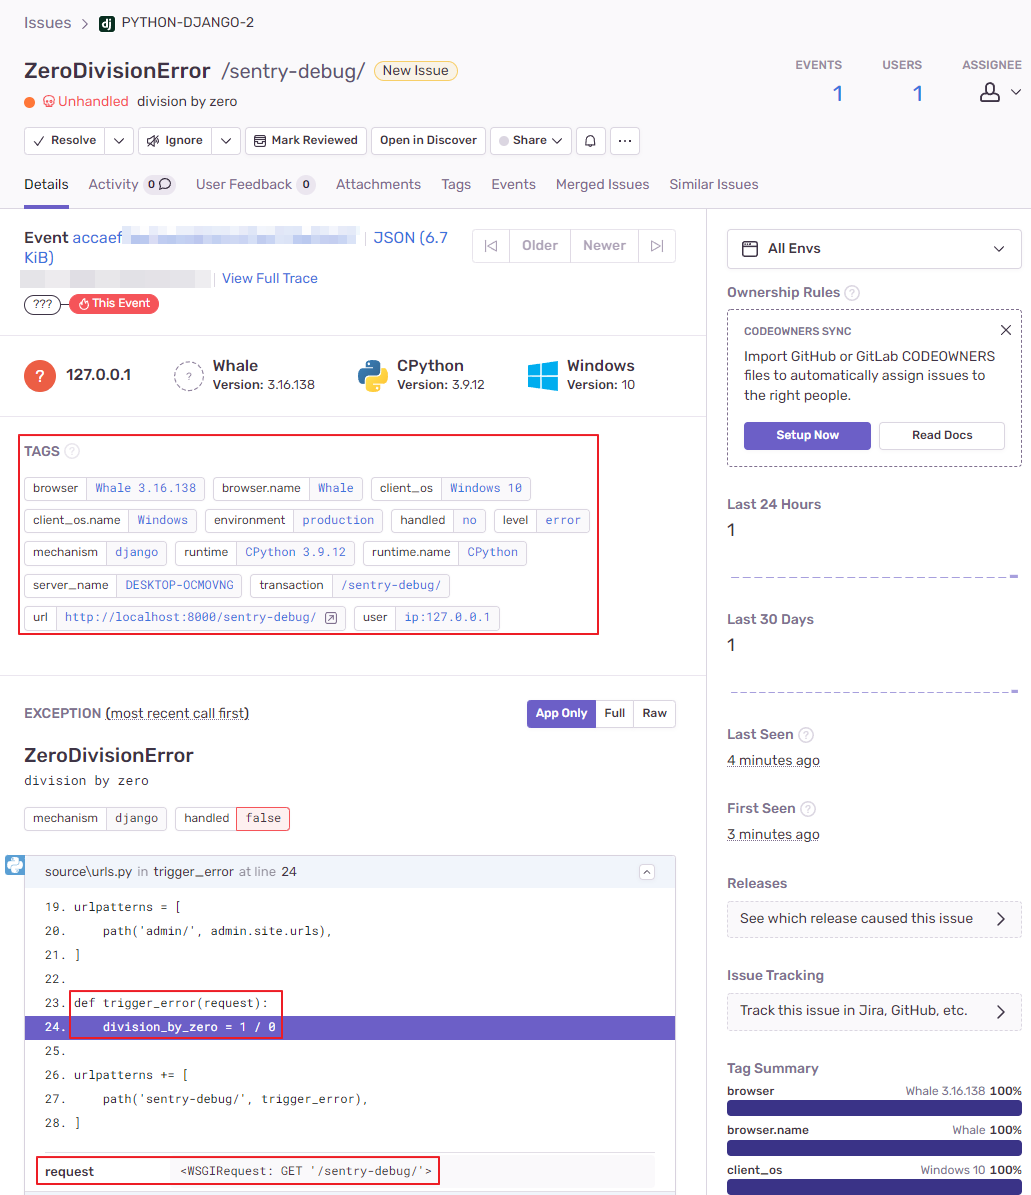 Issues > PYTHON-DJANGO-2
ZeroDivisionError /sentry-debug/ New Issue
EVENTS USERS ASSIGNEE
1 1
Unhandled division by zero
Resolve Ignore Mark Reviewed Open in Discover Share ...
Details Activity 0 User Feedback 0 Attachments Tags Events Merged Issues Similar Issues
Event accaef | JSON (6.7 KiB)
Older Newer
| View Full Trace
??? This Event
? 127.0.0.1
? Whale
Version: 3.16.138
CPython
Version: 3.9.12
Windows
Version: 10
TAGS ?
browser Whale 3.16.138 browser.name Whale client_os Windows 10
client_os.name Windows environment production handled no level error
mechanism django runtime CPython 3.9.12 runtime.name CPython
server_name DESKTOP-OCMOVNG transaction /sentry-debug/
url http://localhost:8000/sentry-debug/ user ip:127.0.0.1
EXCEPTION (most recent call first) App Only Full Raw
ZeroDivisionError
division by zero
mechanism django handled false
source\urls.py in trigger_error at line 24
19. urlpatterns = [
20. path('admin/', admin.site.urls),
21. ]
22.
23. def trigger_error(request):
24. division_by_zero = 1 / 0
25.
26. urlpatterns += [
27. path('sentry-debug/', trigger_error),
28. ]
request <WSGIRequest: GET '/sentry-debug/'>
All Envs
Ownership Rules ?
CODEOWNERS SYNC
Import GitHub or GitLab CODEOWNERS
files to automatically assign issues to
the right people.
Setup Now Read Docs
Last 24 Hours
1
Last 30 Days
1
Last Seen ?
4 minutes ago
First Seen ?
3 minutes ago
Releases
See which release caused this issue
Issue Tracking
Track this issue in Jira, GitHub, etc.
Tag Summary
browser Whale 3.16.138 100%
browser.name Whale 100%
client_os Windows 10 100%